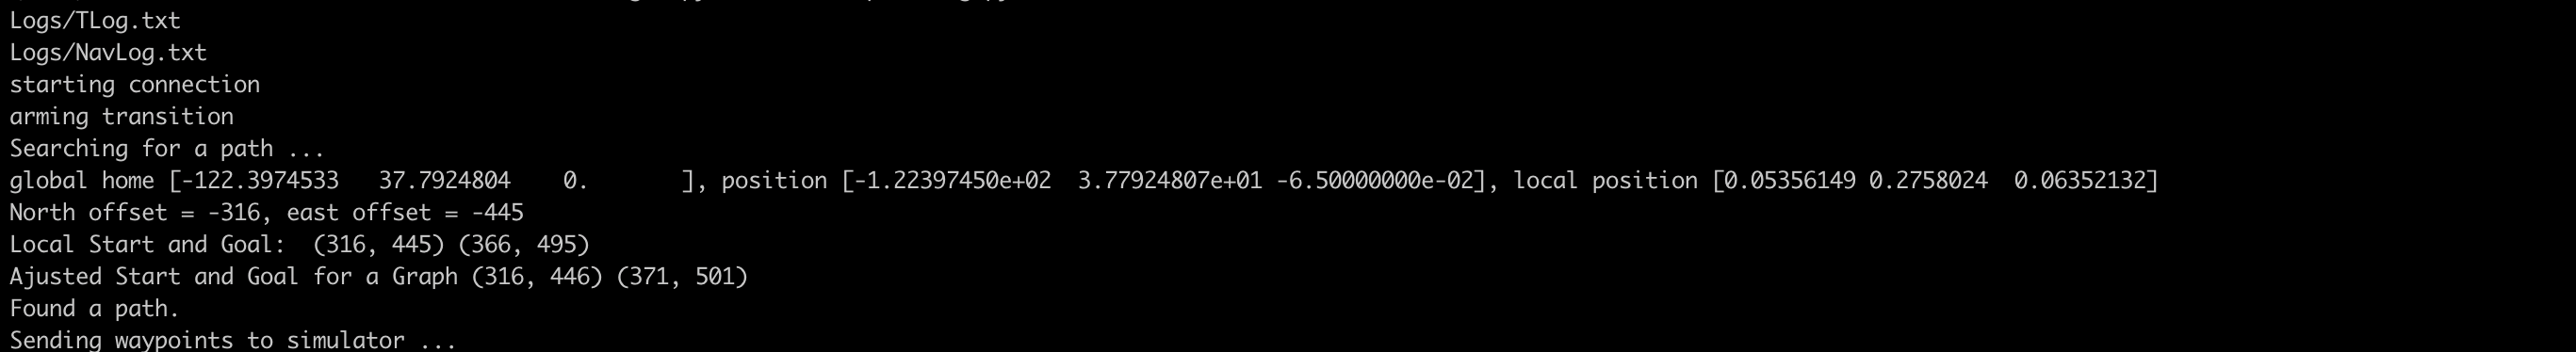 Logs/TLog.txt
Logs/NavLog.txt
starting connection
arming transition
Searching for a path ...
global home [-122.3974533   37.7924804    0.       ], position [-1.22397450e+02  3.77924807e+01 -6.50000000e-02], local position [0.05356149 0.2758024  0.06352132]
North offset = -316, east offset = -445
Local Start and Goal:  (316, 445) (366, 495)
Ajusted Start and Goal for a Graph (316, 446) (371, 501)
Found a path.
Sending waypoints to simulator ...